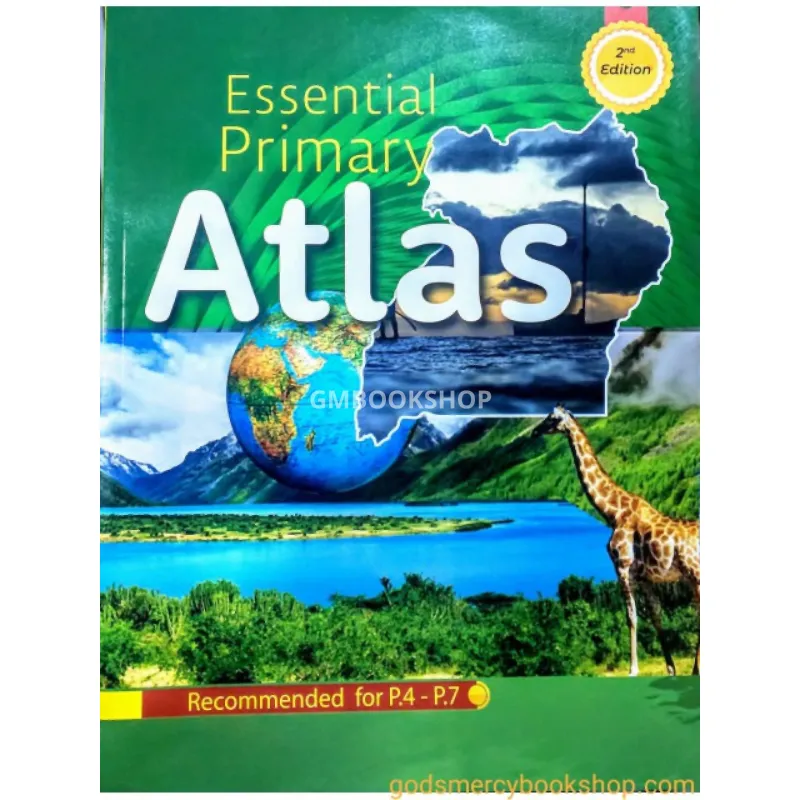 2nd
Edition
Essential
Primary
Atlas
GMBOOKSHOP
Recommended for P.4 - P.7
godsmercybookshop.com